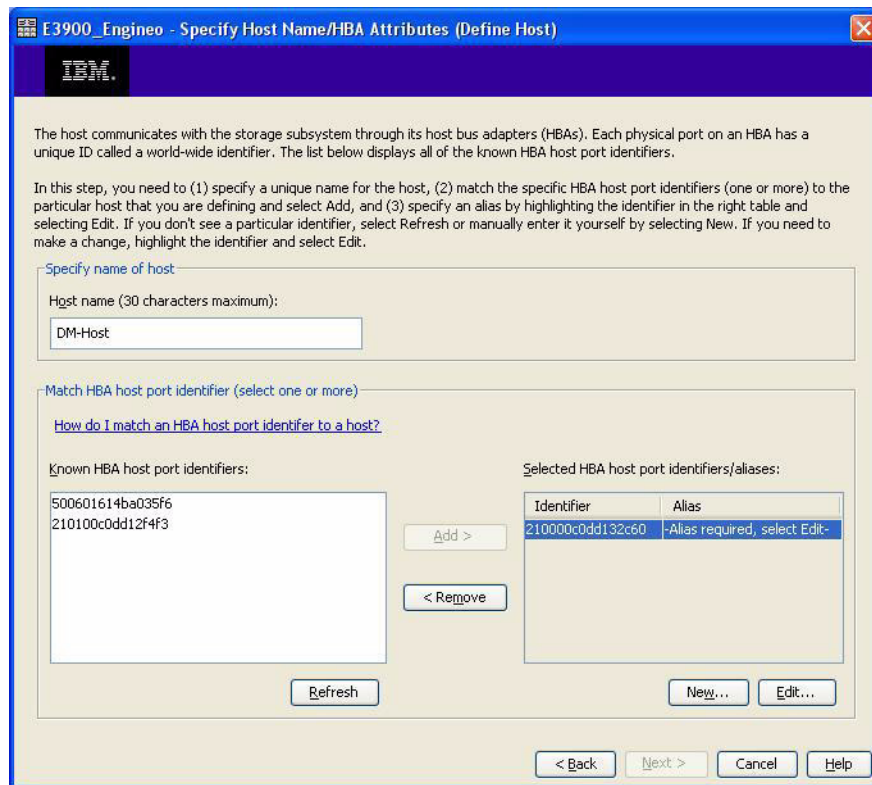 E3900_Engineo - Specify Host Name/HBA Attributes (Define Host)
IBM.
The host communicates with the storage subsystem through its host bus adapters (HBAs). Each physical port on an HBA has a
unique ID called a world-wide identifier. The list below displays all of the known HBA host port identifiers.
In this step, you need to (1) specify a unique name for the host, (2) match the specific HBA host port identifiers (one or more) to the
particular host that you are defining and select Add, and (3) specify an alias by highlighting the identifier in the right table and
selecting Edit. If you don't see a particular identifier, select Refresh or manually enter it yourself by selecting New. If you need to
make a change, highlight the identifier and select Edit.
Specify name of host
Host name (30 characters maximum):
DM-Host
Match HBA host port identifier (select one or more)
How do I match an HBA host port identifer to a host?
Known HBA host port identifiers:
500601614ba035f6
210100c0dd12f4f3
Add >
< Remove
Refresh
Selected HBA host port identifiers/aliases:
Identifier Alias
210000c0dd132c60 -Alias required, select Edit-
New... Edit...
< Back Next > Cancel Help